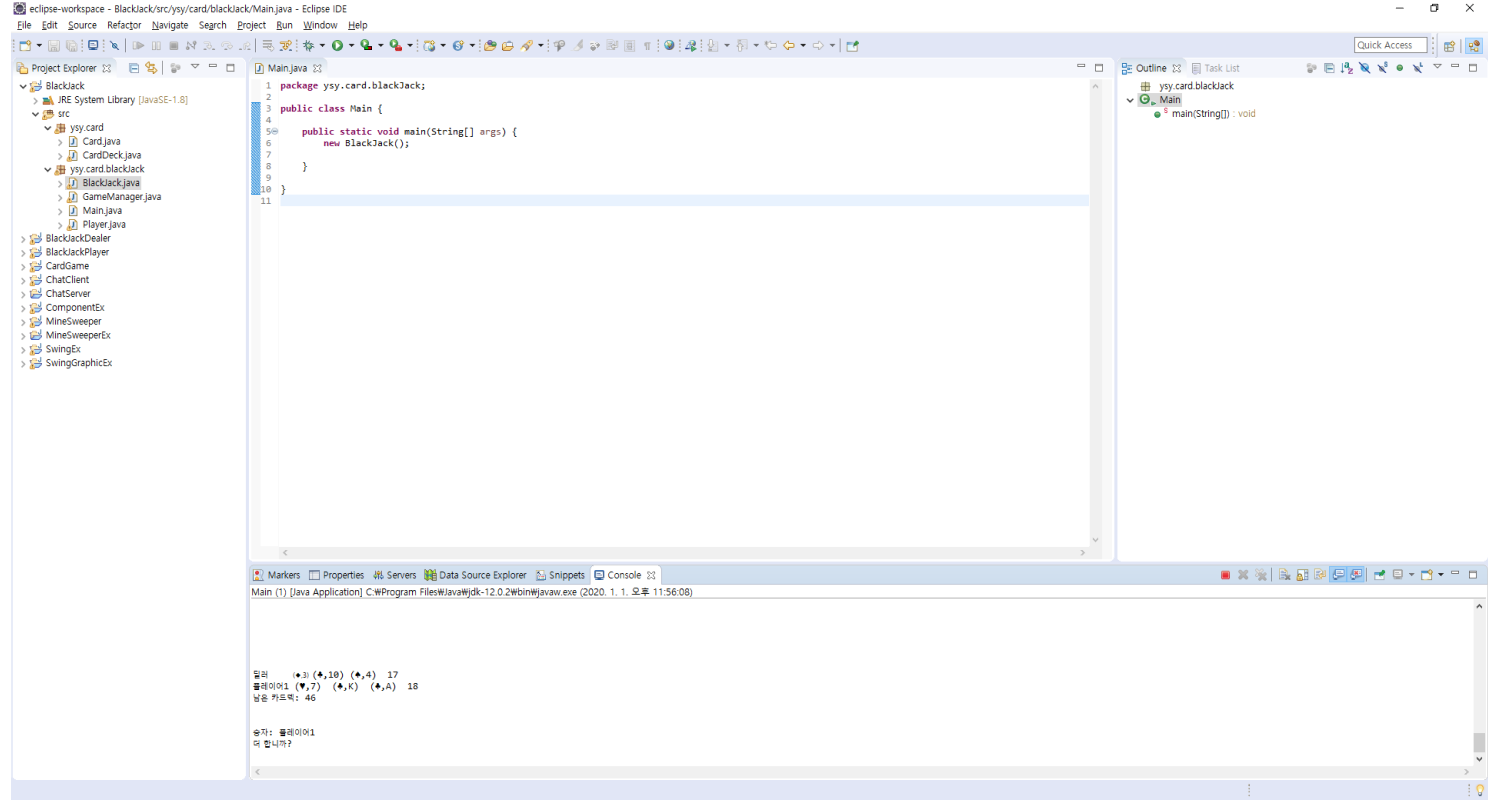 eclipse-workspace - BlackJack/src/ysy/card/blackJack/Main.java - Eclipse IDE
File Edit Source Refactor Navigate Search Project Run Window Help
Quick Access
Project Explorer
BlackJack
JRE System Library [JavaSE-1.8]
src
ysy.card
Card.java
CardDeck.java
ysy.card.blackJack
BlackJack.java
GameManager.java
Main.java
Player.java
BlackJackDealer
BlackJackPlayer
CardGame
ChatClient
ChatServer
ComponentEx
MineSweeper
MineSweeperEx
SwingEx
SwingGraphicEx
Main.java
1 package ysy.card.blackJack;
2
3 public class Main {
4
5 public static void main(String[] args) {
6 new BlackJack();
7
8 }
9
10 }
11
Outline Task List
ysy.card.blackJack
Main
main(String[]) : void
Markers Properties Servers Data Source Explorer Snippets Console
Main (1) [Java Application] C:₩Program Files₩Java₩jdk-12.0.2₩bin₩javaw.exe (2020. 1. 1. 오후 11:56:08)
딜러 (♠,3) (♣,10) (♠,4) 17
플레이어1 (♥,7) (♣,K) (♣,A) 18
남은 카드덱: 46
승자: 플레이어1
더 합니까?